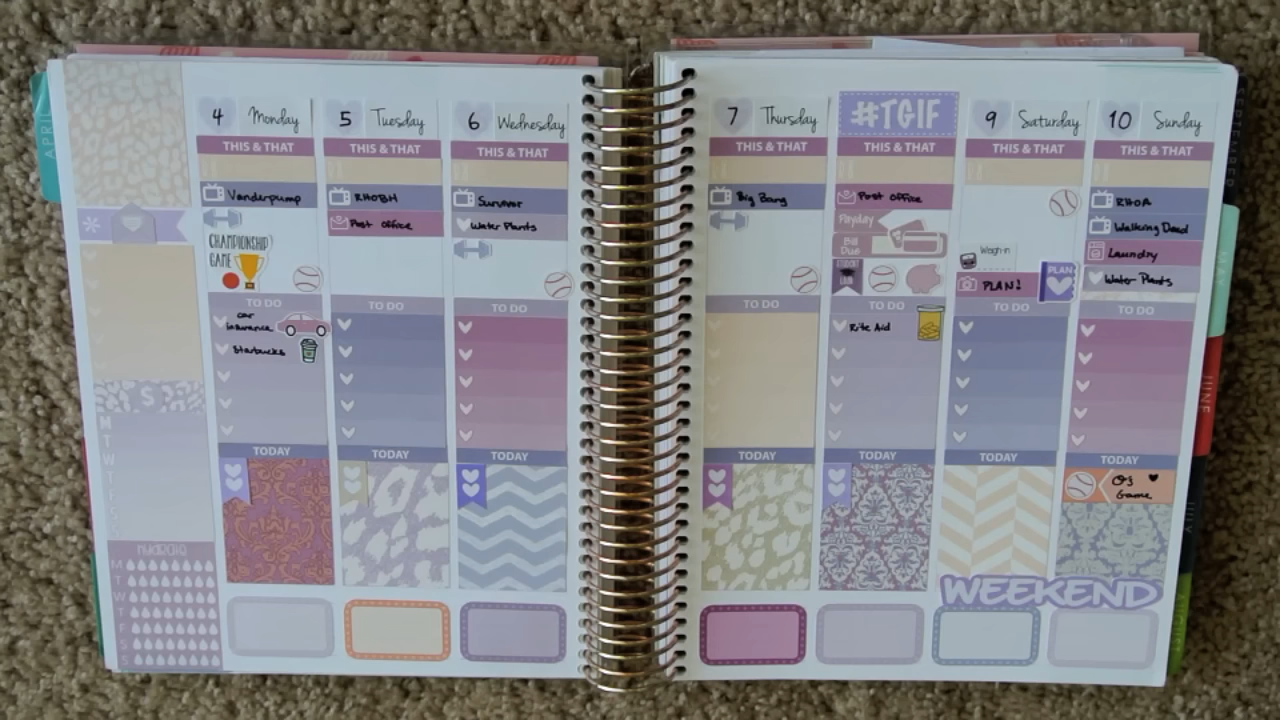 APRIL
4 Monday
THIS & THAT
Vanderpump
CHAMPIONSHIP
GAME
TO DO
car
insurance
Starbucks
TODAY
5 Tuesday
THIS & THAT
RHOBH
Post Office
TO DO
TODAY
6 Wednesday
THIS & THAT
Survivor
Water Plants
TO DO
TODAY
$
M
T
W
T
F
S
S
HYDRATE
M
T
W
T
F
S
S
7 Thursday
THIS & THAT
Big Bang
TO DO
TODAY
#TGIF
THIS & THAT
Post Office
Payday
Bill
Due
STUDENT
LOAN
TO DO
Rite Aid
TODAY
9 Saturday
THIS & THAT
Weigh-in
PLAN!
PLAN
TO DO
TODAY
10 Sunday
THIS & THAT
RHOA
Walking Dead
Laundry
Water Plants
TO DO
TODAY
O's
Game
WEEKEND
MAY
JUNE
JULY